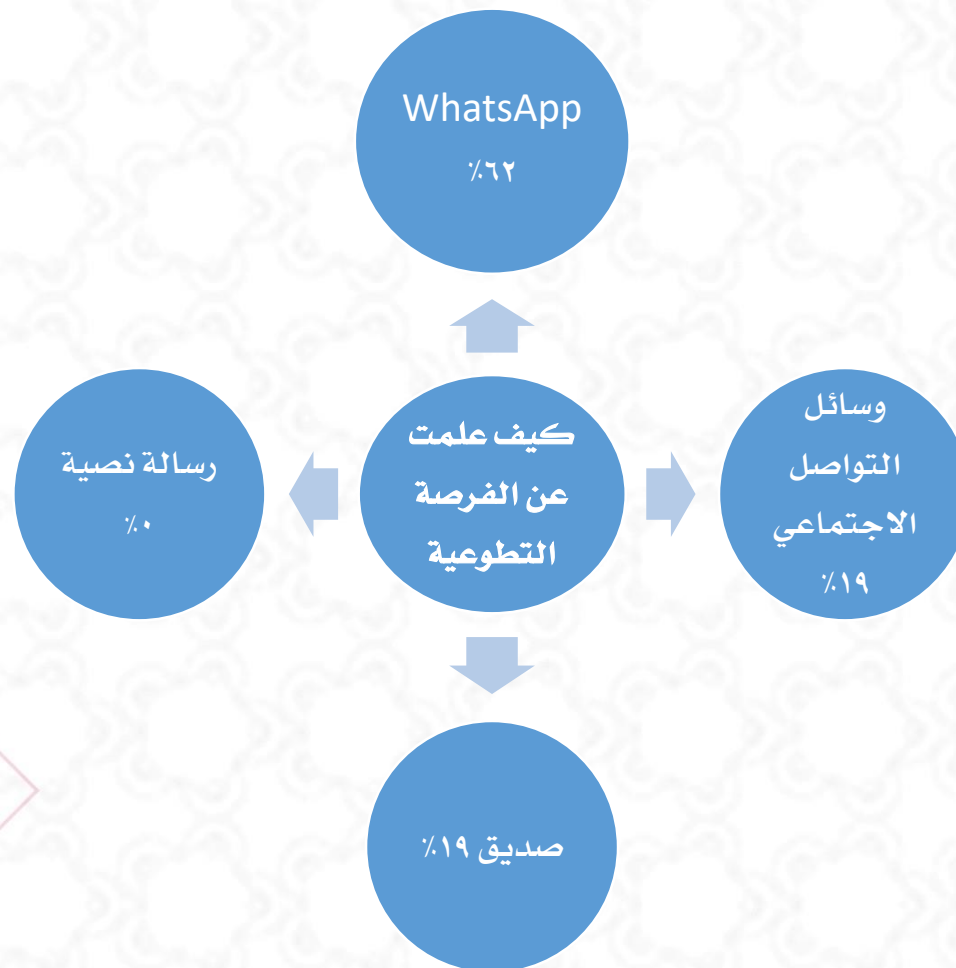 WhatsApp
٪٦٢
وسائل
التواصل
الاجتماعي
٪١٩
كيف علمت
عن الفرصة
التطوعية
رسالة نصية
٪٠
صديق ١٩٪